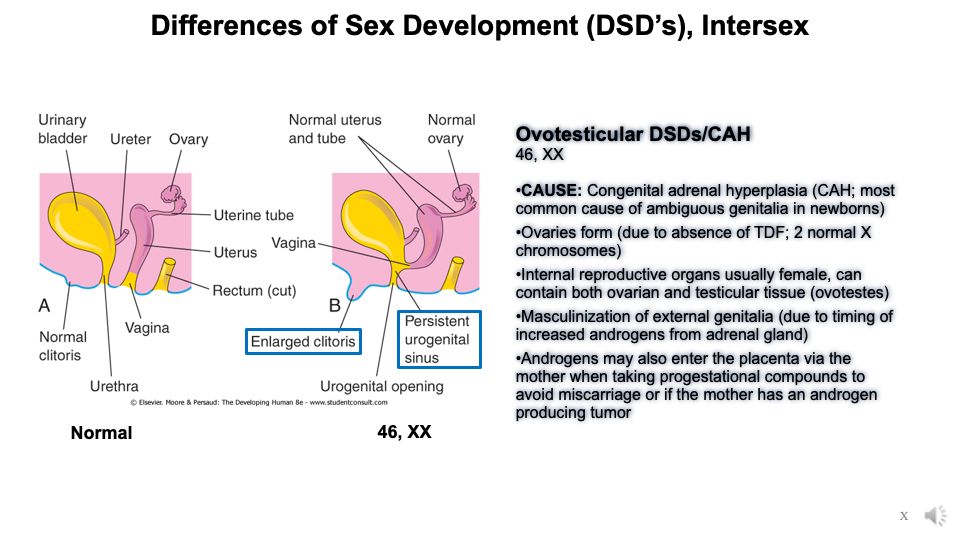 Differences of Sex Development (DSD's), Intersex
Urinary
bladder
Ureter
Ovary
Uterine tube
Uterus
Rectum (cut)
A
Normal
clitoris
Vagina
Urethra
Normal uterus
and tube
Normal
ovary
Vagina
B
Enlarged clitoris
Persistent
urogenital
sinus
Urogenital opening
© Elsevier. Moore & Persaud: The Developing Human 8e - www.studentconsult.com
Normal
46, XX
Ovotesticular DSDs/CAH
46, XX
•CAUSE: Congenital adrenal hyperplasia (CAH; most
common cause of ambiguous genitalia in newborns)
•Ovaries form (due to absence of TDF; 2 normal X
chromosomes)
•Internal reproductive organs usually female, can
contain both ovarian and testicular tissue (ovotestes)
•Masculinization of external genitalia (due to timing of
increased androgens from adrenal gland)
•Androgens may also enter the placenta via the
mother when taking progestational compounds to
avoid miscarriage or if the mother has an androgen
producing tumor
x